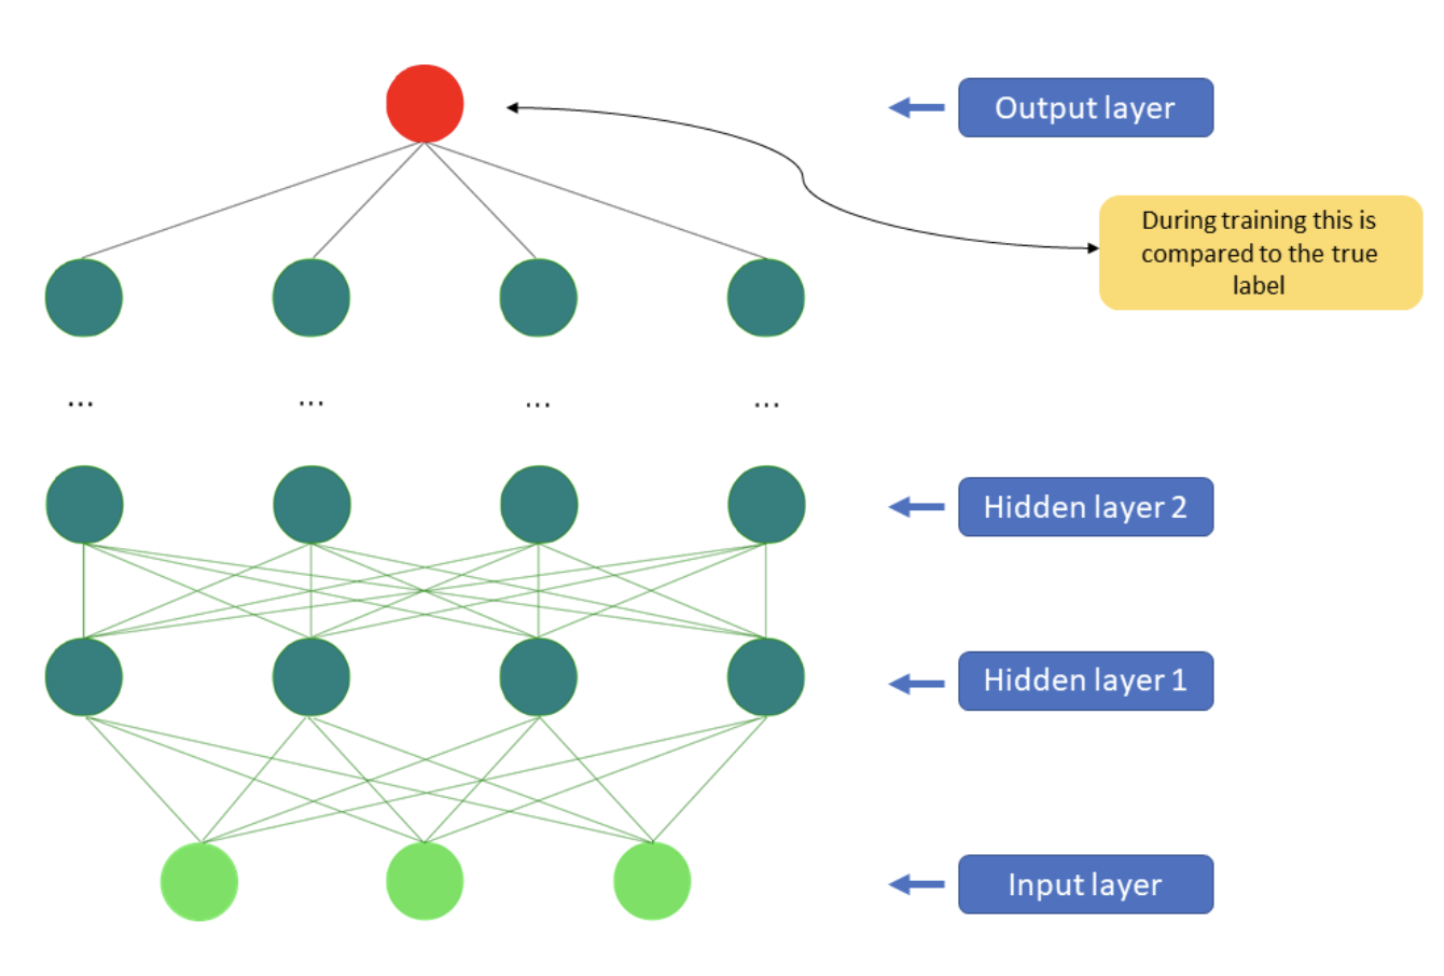 Output layer
During training this is
compared to the true
label
... ... ... ...
Hidden layer 2
Hidden layer 1
Input layer